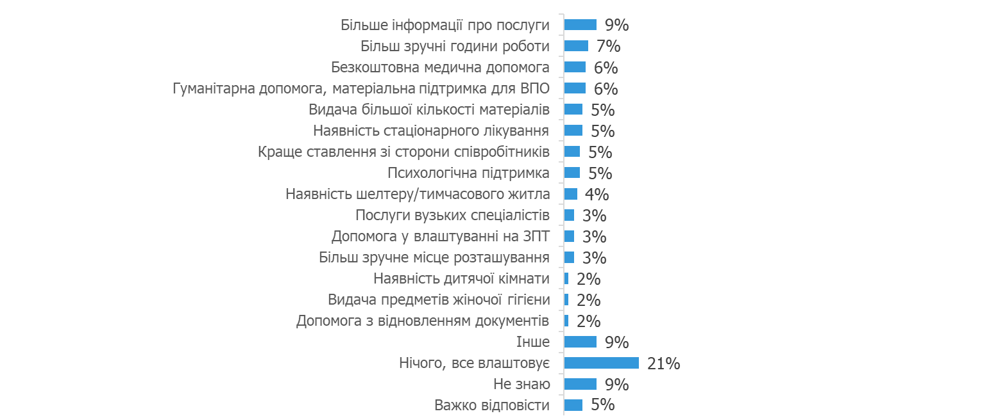 Більше інформації про послуги 9%
Більш зручні години роботи 7%
Безкоштовна медична допомога 6%
Гуманітарна допомога, матеріальна підтримка для ВПО 6%
Видача більшої кількості матеріалів 5%
Наявність стаціонарного лікування 5%
Краще ставлення зі сторони співробітників 5%
Психологічна підтримка 5%
Наявність шелтеру/тимчасового житла 4%
Послуги вузьких спеціалістів 3%
Допомога у влаштуванні на ЗПТ 3%
Більш зручне місце розташування 3%
Наявність дитячої кімнати 2%
Видача предметів жіночої гігієни 2%
Допомога з відновленням документів 2%
Інше 9%
Нічого, все влаштовує 21%
Не знаю 9%
Важко відповісти 5%